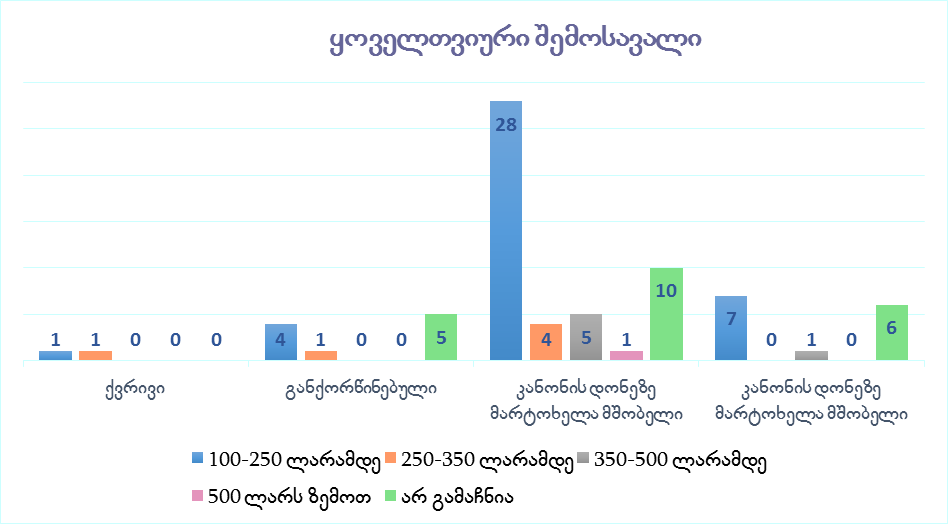 ყოველთვიური შემოსავალი
28
10
7
6
5
5
4
4
1 1 0 0 0
1 0 0
1
0 1 0
ქვრივი
განქორწინებული
კანონის დონეზე
მარტოხელა მშობელი
კანონის დონეზე
მარტოხელა მშობელი
100-250 ლარამდე 250-350 ლარამდე 350-500 ლარამდე
500 ლარს ზემოთ არ გამაჩნია